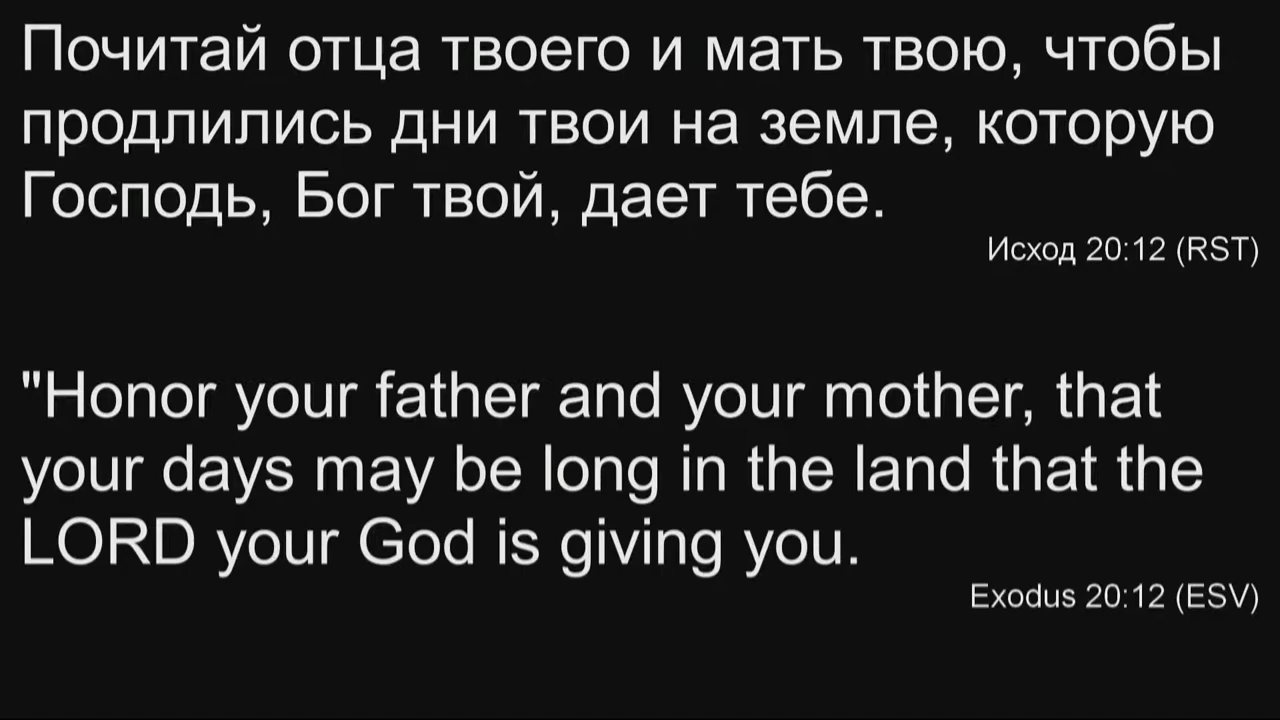 Почитай отца твоего и мать твою, чтобы
продлились дни твои на земле, которую
Господь, Бог твой, дает тебе.
Исход 20:12 (RST)
"Honor your father and your mother, that
your days may be long in the land that the
LORD your God is giving you.
Exodus 20:12 (ESV)